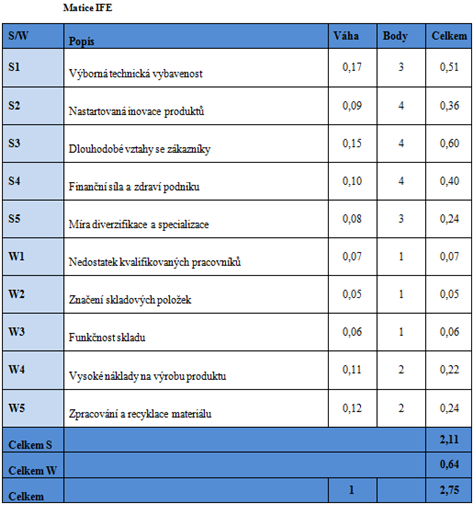 Matice IFE
S/W Popis Váha Body Celkem
S1 Výborná technická vybavenost 0,17 3 0,51
S2 Nastartovaná inovace produktů 0,09 4 0,36
S3 Dlouhodobé vztahy se zákazníky 0,15 4 0,60
S4 Finanční síla a zdraví podniku 0,10 4 0,40
S5 Míra diverzifikace a specializace 0,08 3 0,24
W1 Nedostatek kvalifikovaných pracovníků 0,07 1 0,07
W2 Značení skladových položek 0,05 1 0,05
W3 Funkčnost skladu 0,06 1 0,06
W4 Vysoké náklady na výrobu produktu 0,11 2 0,22
W5 Zpracování a recyklace materiálu 0,12 2 0,24
Celkem S 2,11
Celkem W 0,64
Celkem 1 2,75